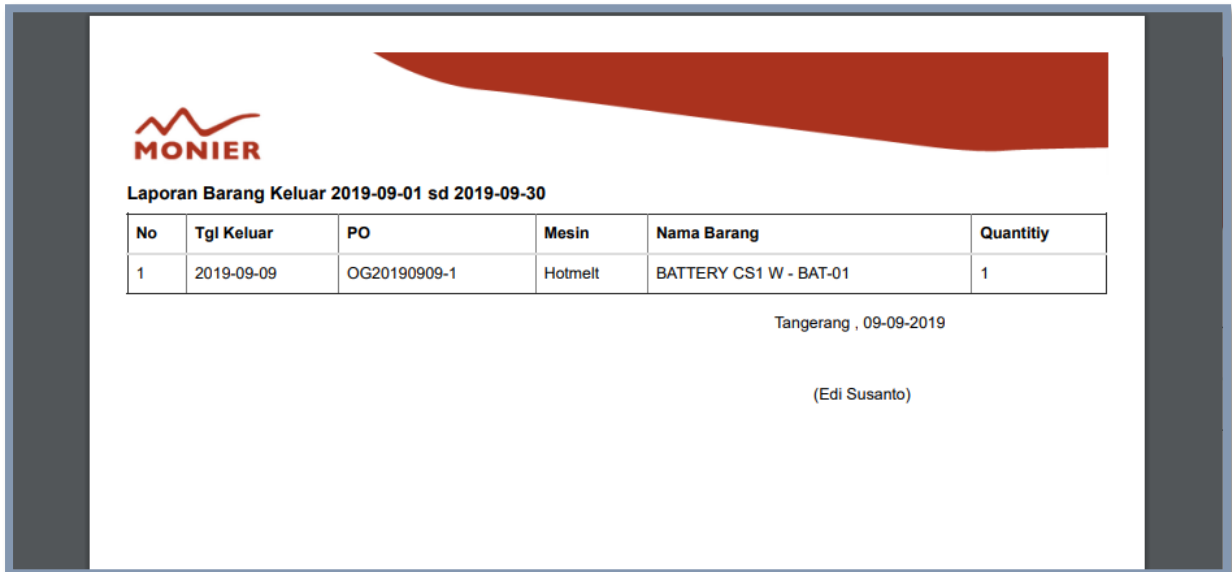 MONIER
Laporan Barang Keluar 2019-09-01 sd 2019-09-30
No Tgl Keluar PO Mesin Nama Barang Quantitiy
1 2019-09-09 OG20190909-1 Hotmelt BATTERY CS1 W - BAT-01 1
Tangerang , 09-09-2019
(Edi Susanto)